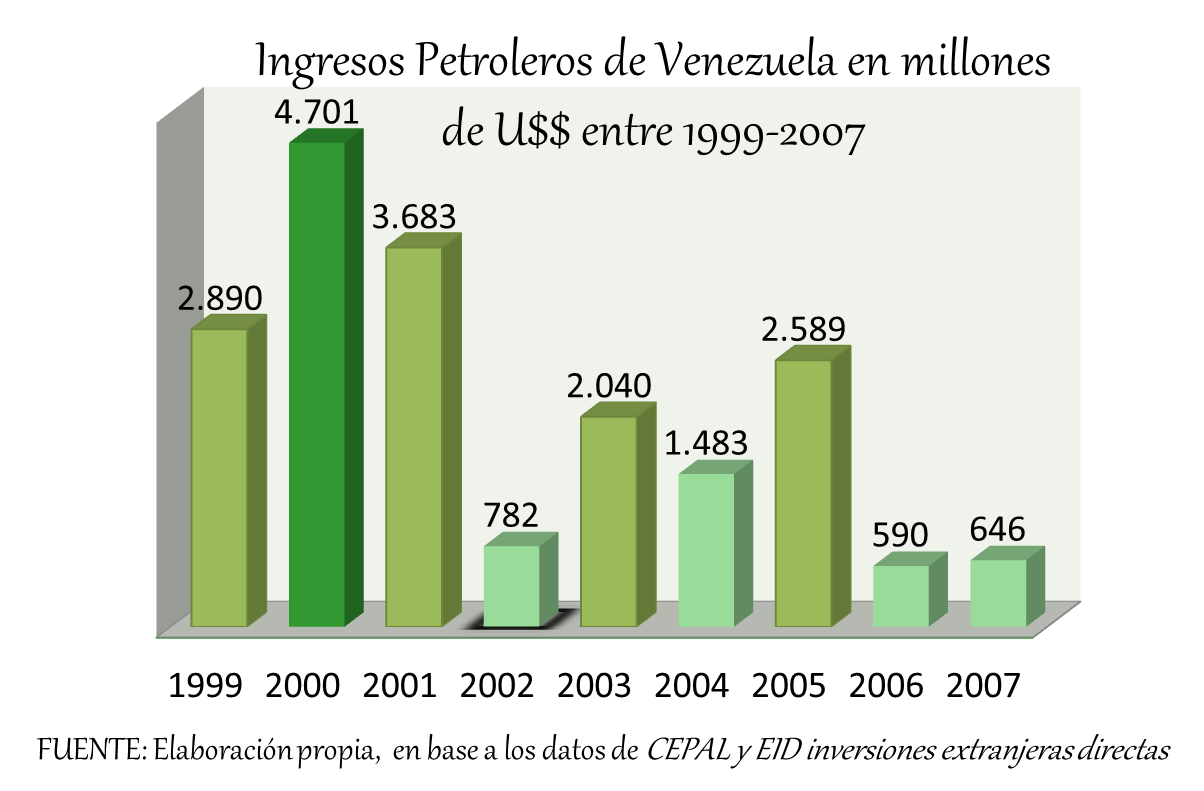 Ingresos Petroleros de Venezuela en millones
de U$$ entre 1999-2007
2.890
4.701
3.683
782
2.040
1.483
2.589
590
646
1999 2000 2001 2002 2003 2004 2005 2006 2007
FUENTE: Elaboración propia, en base a los datos de CEPAL y EID inversiones extranjeras directas